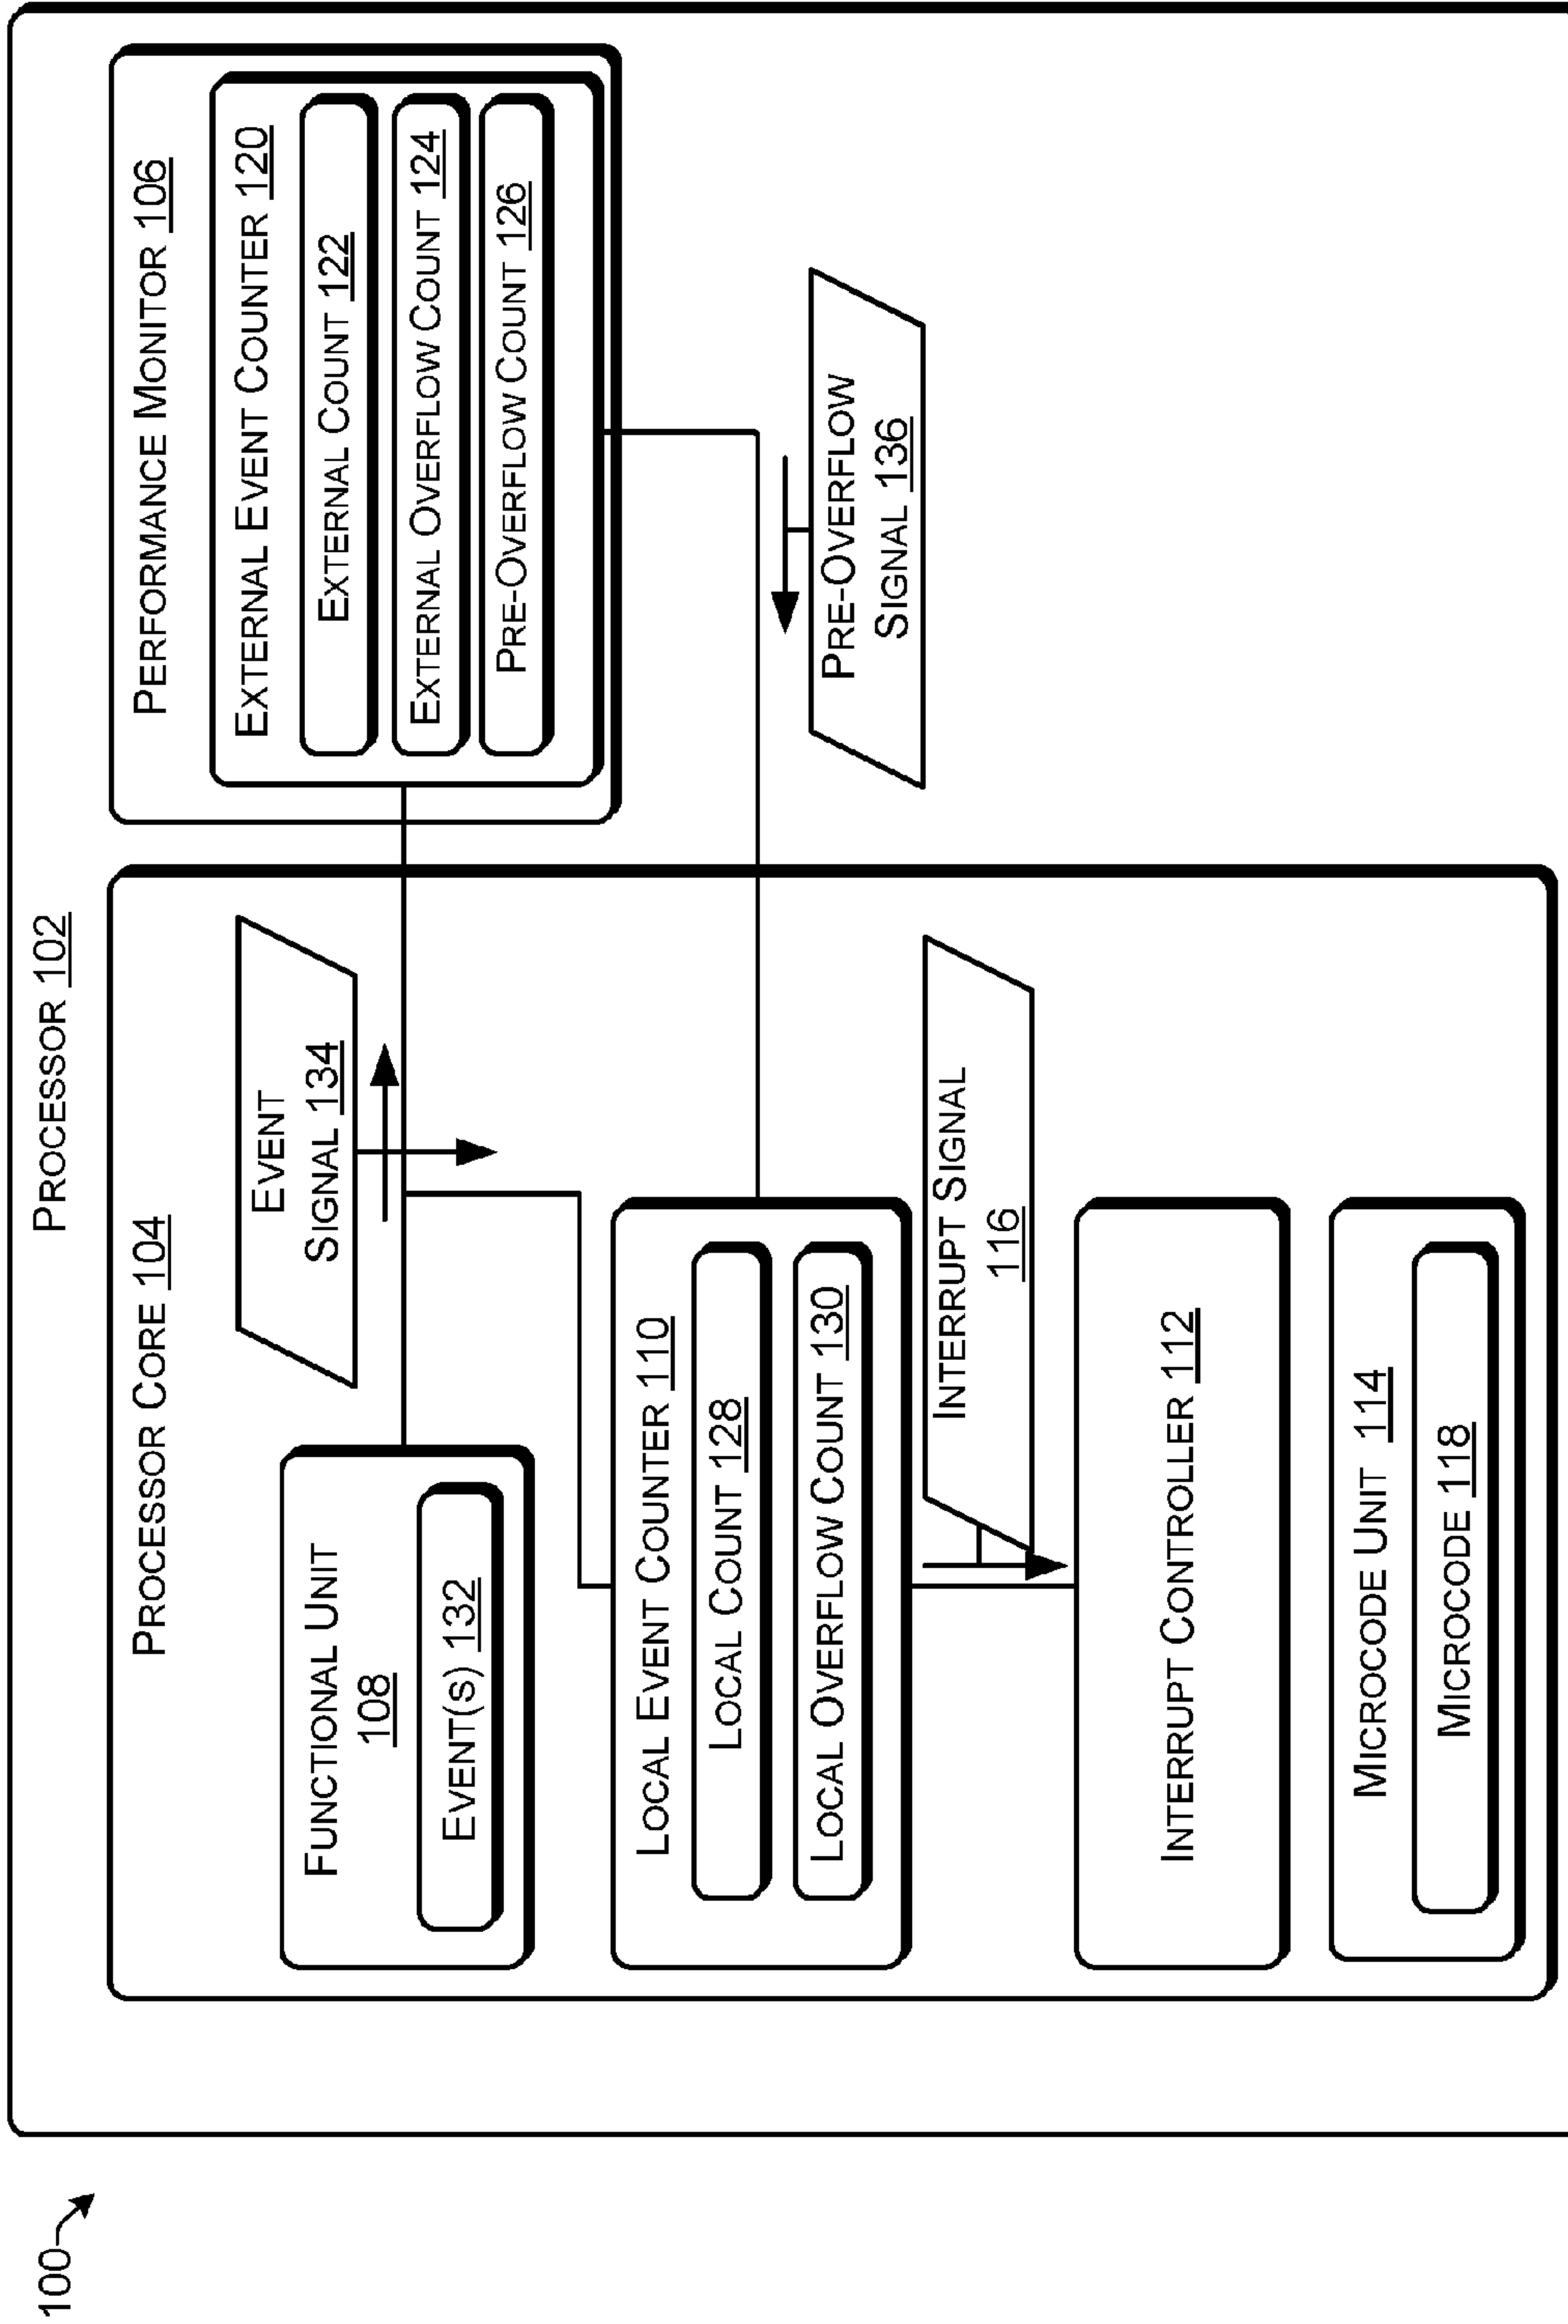 100
PROCESSOR 102
PROCESSOR CORE 104
FUNCTIONAL UNIT
108
EVENT(S) 132
EVENT
SIGNAL 134
LOCAL EVENT COUNTER 110
LOCAL COUNT 128
LOCAL OVERFLOW COUNT 130
INTERRUPT SIGNAL
116
INTERRUPT CONTROLLER 112
MICROCODE UNIT 114
MICROCODE 118
PERFORMANCE MONITOR 106
EXTERNAL EVENT COUNTER 120
EXTERNAL COUNT 122
EXTERNAL OVERFLOW COUNT 124
PRE-OVERFLOW COUNT 126
PRE-OVERFLOW
SIGNAL 136